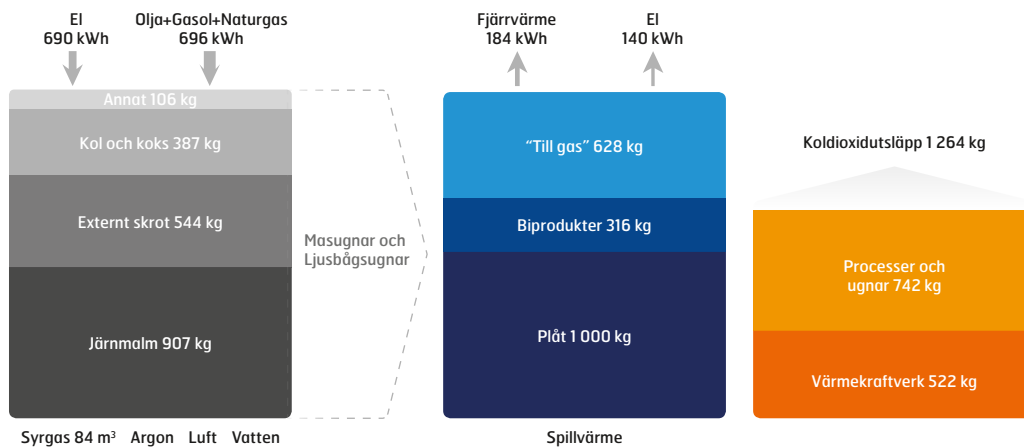 El
690 kWh
Olja+Gasol+Naturgas
696 kWh
Annat 106 kg
Kol och koks 387 kg
Externt skrot 544 kg
Järnmalm 907 kg
Syrgas 84 m³ Argon Luft Vatten
Masugnar och
Ljusbågsugnar
Fjärrvärme
184 kWh
El
140 kWh
"Till gas" 628 kg
Biprodukter 316 kg
Plåt 1 000 kg
Spillvärme
Koldioxidutsläpp 1 264 kg
Processer och
ugnar 742 kg
Värmekraftverk 522 kg